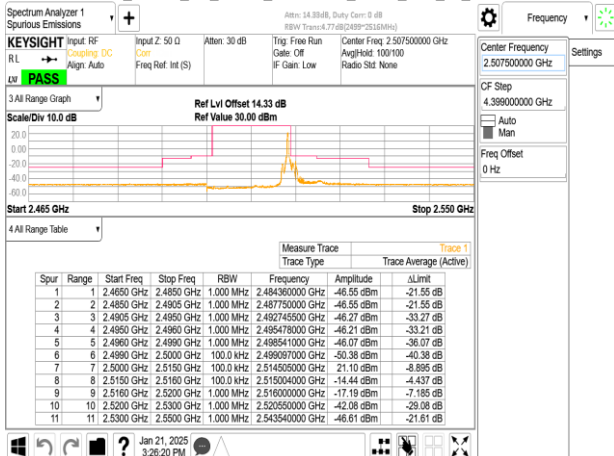 Spectrum Analyzer 1
Spurious Emissions
Attn: 14.33dB, Duty Corr: 0 dB
RBW Trans:4.77dB(2499~2516MHz)
Frequency
KEYSIGHT
RL
LXI
PASS
Input: RF
Coupling: DC
Align: Auto
Input Z: 50 Ω
Corr
Freq Ref: Int (S)
Atten: 30 dB
Trig: Free Run
Gate: Off
IF Gain: Low
Center Freq: 2.507500000 GHz
Avg|Hold: 100/100
Radio Std: None
Center Frequency
2.507500000 GHz
Settings
CF Step
4.399000000 GHz
Auto
Man
Freq Offset
0 Hz
3 All Range Graph
Scale/Div 10.0 dB
Ref Lvl Offset 14.33 dB
Ref Value 30.00 dBm
20.0
0.00
-20.0
-40.0
-60.0
Start 2.465 GHz
Stop 2.550 GHz
4 All Range Table
Measure Trace Trace 1
Trace Type Trace Average (Active)
Spur Range Start Freq Stop Freq RBW Frequency Amplitude ΔLimit
1 1 2.4650 GHz 2.4850 GHz 1.000 MHz 2.484360000 GHz -46.55 dBm -21.55 dB
2 2 2.4850 GHz 2.4905 GHz 1.000 MHz 2.487750000 GHz -46.55 dBm -21.55 dB
3 3 2.4905 GHz 2.4950 GHz 1.000 MHz 2.492745500 GHz -46.27 dBm -33.27 dB
4 4 2.4950 GHz 2.4960 GHz 1.000 MHz 2.495478000 GHz -46.21 dBm -33.21 dB
5 5 2.4960 GHz 2.4990 GHz 1.000 MHz 2.498541000 GHz -46.07 dBm -36.07 dB
6 6 2.4990 GHz 2.5000 GHz 100.0 kHz 2.499097000 GHz -50.38 dBm -40.38 dB
7 7 2.5000 GHz 2.5150 GHz 100.0 kHz 2.514505000 GHz 21.10 dBm -8.895 dB
8 8 2.5150 GHz 2.5160 GHz 100.0 kHz 2.515004000 GHz -14.44 dBm -4.437 dB
9 9 2.5160 GHz 2.5200 GHz 1.000 MHz 2.516000000 GHz -17.19 dBm -7.185 dB
10 10 2.5200 GHz 2.5300 GHz 1.000 MHz 2.520550000 GHz -42.08 dBm -29.08 dB
11 11 2.5300 GHz 2.5500 GHz 1.000 MHz 2.543540000 GHz -46.61 dBm -21.61 dB
Jan 21, 2025
3:26:20 PM